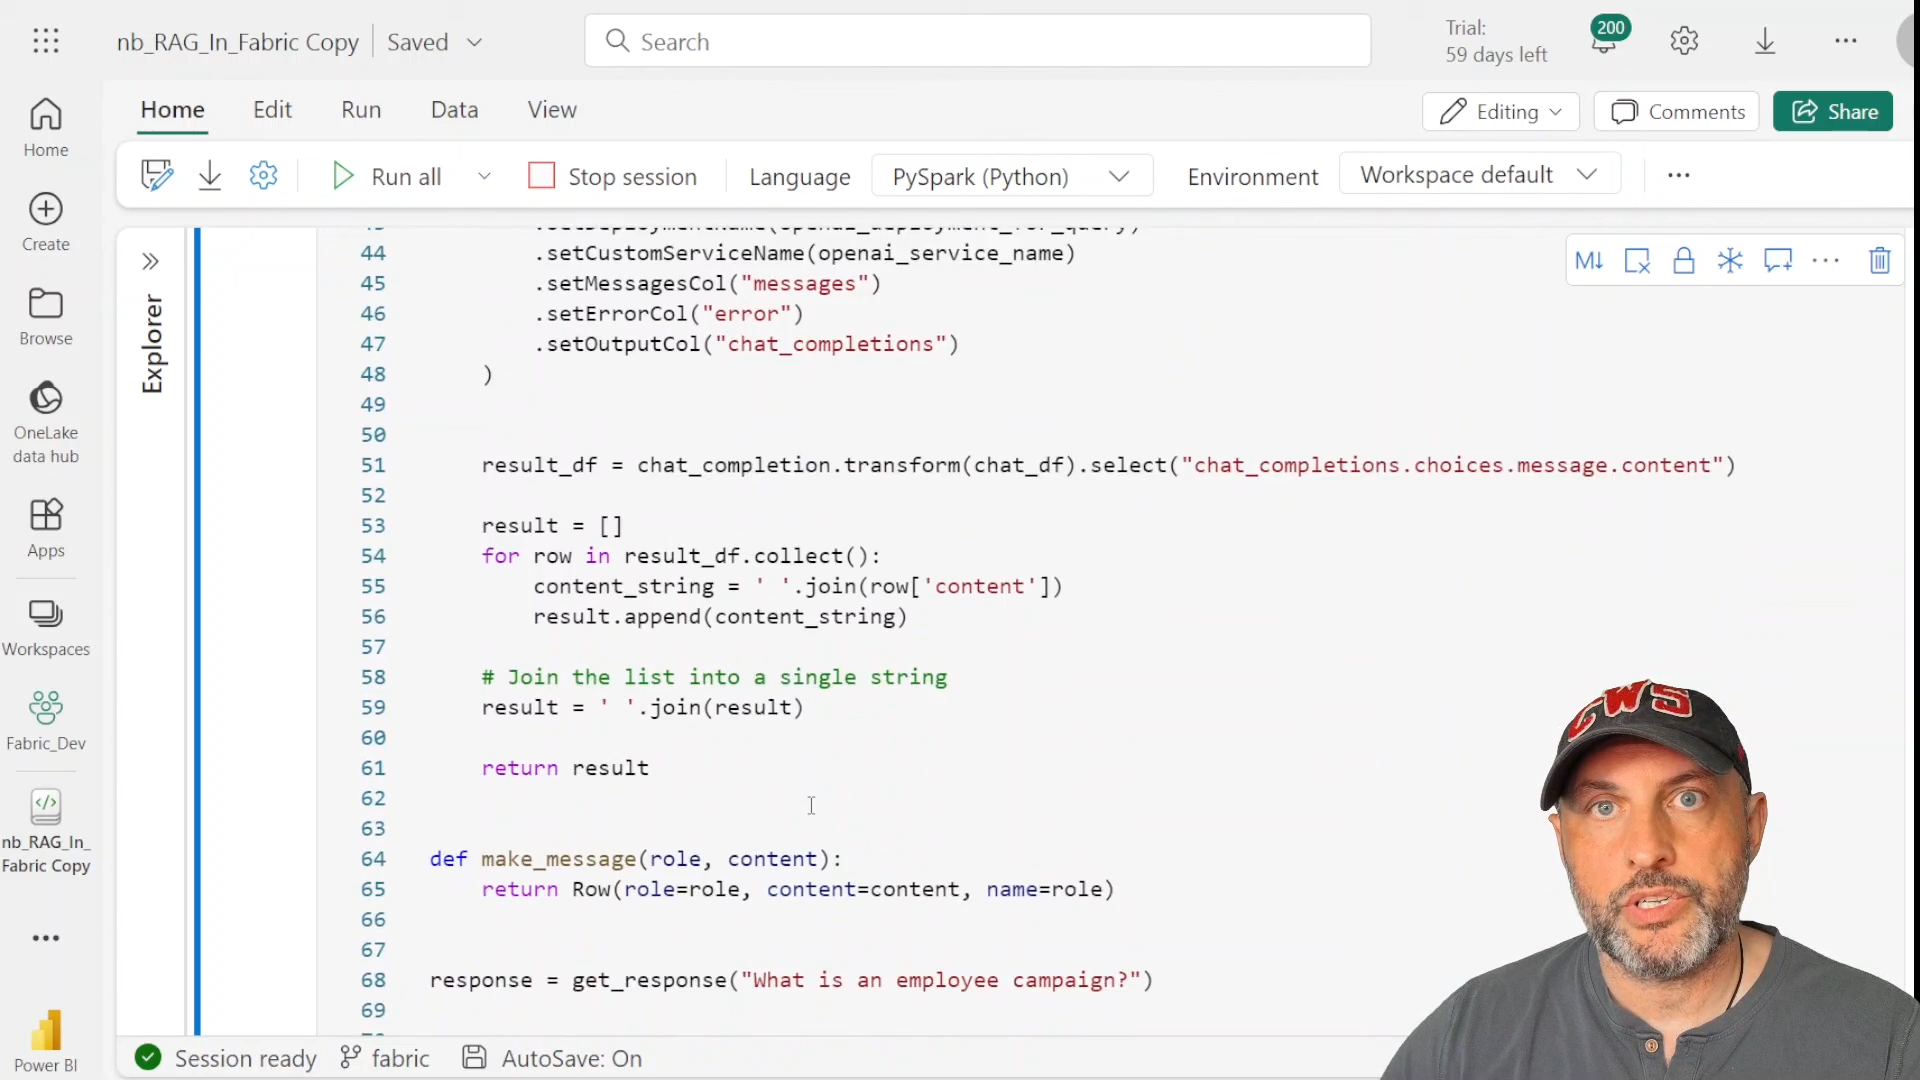 nb_RAG_In_Fabric Copy
Saved
Search
Trial:
59 days left
200
Home
Edit
Run
Data
View
Editing
Comments
Share
Run all
Stop session
Language
PySpark (Python)
Environment
Workspace default
...
Home
Create
Browse
OneLake
data hub
Apps
Workspaces
Fabric_Dev
nb_RAG_In_
Fabric Copy
Power BI
Explorer
M↓
44 .setCustomServiceName(openai_service_name)
45 .setMessagesCol("messages")
46 .setErrorCol("error")
47 .setOutputCol("chat_completions")
48 )
49
50
51 result_df = chat_completion.transform(chat_df).select("chat_completions.choices.message.content")
52
53 result = []
54 for row in result_df.collect():
55 content_string = ' '.join(row['content'])
56 result.append(content_string)
57
58 # Join the list into a single string
59 result = ' '.join(result)
60
61 return result
62
63
64 def make_message(role, content):
65 return Row(role=role, content=content, name=role)
66
67
68 response = get_response("What is an employee campaign?")
69
CWS
Session ready
fabric
AutoSave: On